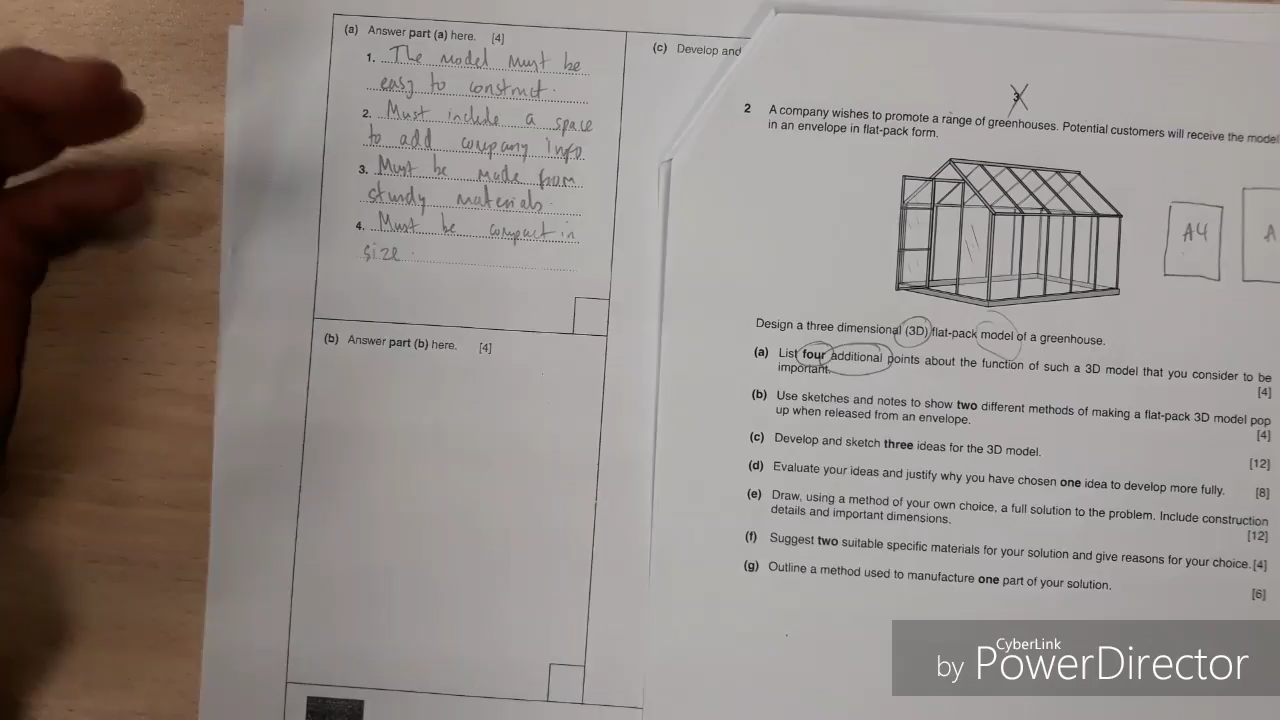 (a) Answer part (a) here. [4]
1. The model must be
easy to construct.
2. Must include a space
to add company info
3. Must be made from
sturdy materials.
4. Must be compact in
size.
(b) Answer part (b) here. [4]
(c) Develop and
3
2 A company wishes to promote a range of greenhouses. Potential customers will receive the model
in an envelope in flat-pack form.
A4
A
Design a three dimensional (3D) flat-pack model of a greenhouse.
(a) List four additional points about the function of such a 3D model that you consider to be
important. [4]
(b) Use sketches and notes to show two different methods of making a flat-pack 3D model pop
up when released from an envelope. [4]
(c) Develop and sketch three ideas for the 3D model. [12]
(d) Evaluate your ideas and justify why you have chosen one idea to develop more fully. [8]
(e) Draw, using a method of your own choice, a full solution to the problem. Include construction
details and important dimensions. [12]
(f) Suggest two suitable specific materials for your solution and give reasons for your choice. [4]
(g) Outline a method used to manufacture one part of your solution. [6]
CyberLink
by PowerDirector